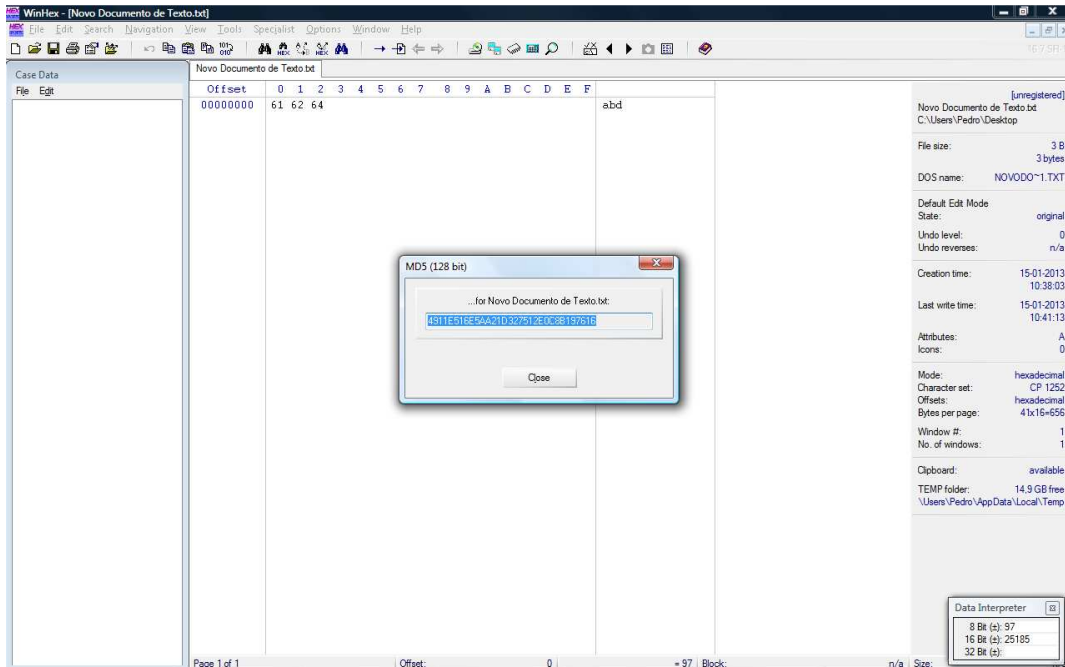 WinHex - [Novo Documento de Texto.txt]
File Edit Search Navigation View Tools Specialist Options Window Help
16.7 SR
Case Data
File Edit
Novo Documento de Texto.txt
Offset 0 1 2 3 4 5 6 7 8 9 A B C D E F
00000000 61 62 64 abd
[unregistered]
Novo Documento de Texto.txt
C:\Users\Pedro\Desktop
File size: 3 B
3 bytes
DOS name: NOVODO~1.TXT
Default Edit Mode
State: original
Undo level: 0
Undo reverses: n/a
Creation time: 15-01-2013
10:38:03
Last write time: 15-01-2013
10:41:13
Attributes: A
Icons: 0
Mode: hexadecimal
Character set: CP 1252
Offsets: hexadecimal
Bytes per page: 41x16=656
Window #: 1
No. of windows: 1
Clipboard: available
TEMP folder: 14,9 GB free
\Users\Pedro\AppData\Local\Temp
MD5 (128 bit)
...for Novo Documento de Texto.txt:
4911E516E5AA21D327512E0C8B197616
Close
Data Interpreter
8 Bit (±): 97
16 Bit (±): 25185
32 Bit (±):
Page 1 of 1 Offset: 0 = 97 Block: n/a Size: